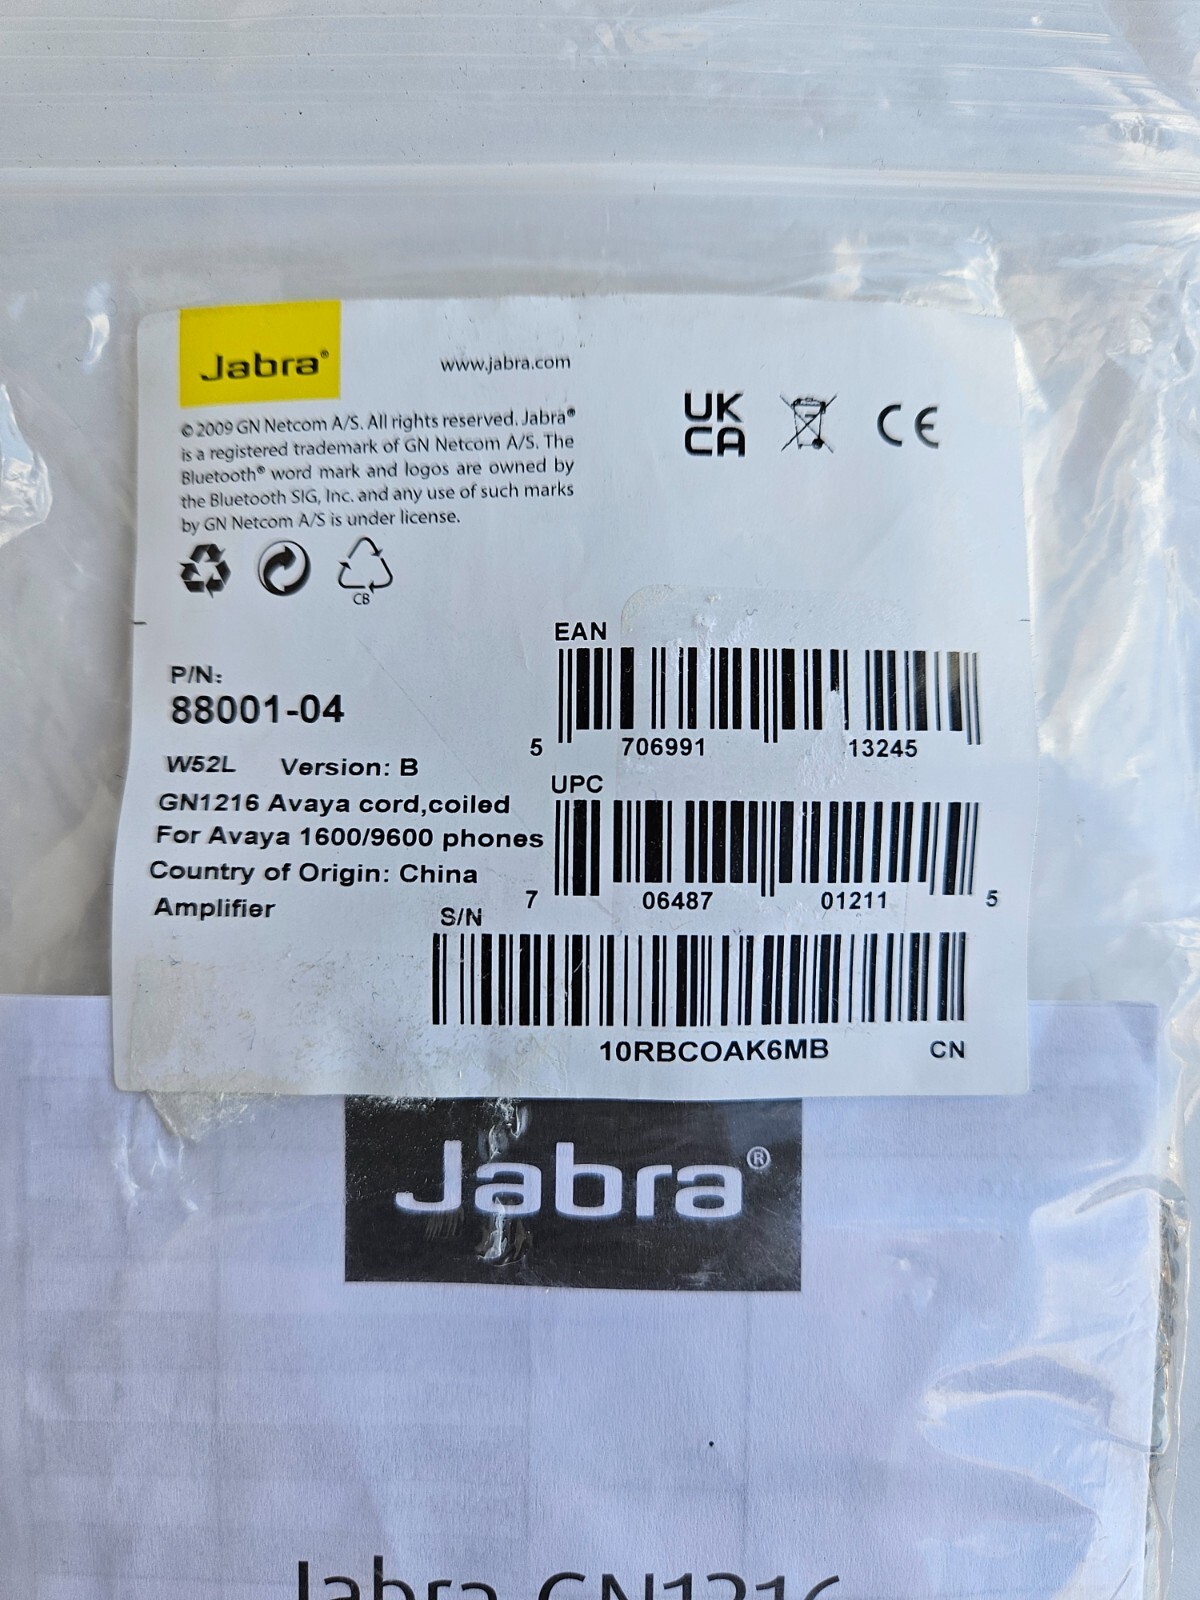 Jabra®
www.jabra.com
© 2009 GN Netcom A/S. All rights reserved. Jabra®
is a registered trademark of GN Netcom A/S. The
Bluetooth® word mark and logos are owned by
the Bluetooth SIG, Inc. and any use of such marks
by GN Netcom A/S is under license.
UK
CA
CE
CB
EAN
5 706991 13245
P/N:
88001-04
W52L Version: B
GN1216 Avaya cord,coiled
For Avaya 1600/9600 phones
Country of Origin: China
Amplifier
UPC
7 06487 01211 5
S/N
10RBCOAK6MB CN
Jabra®
Jabra GN1216